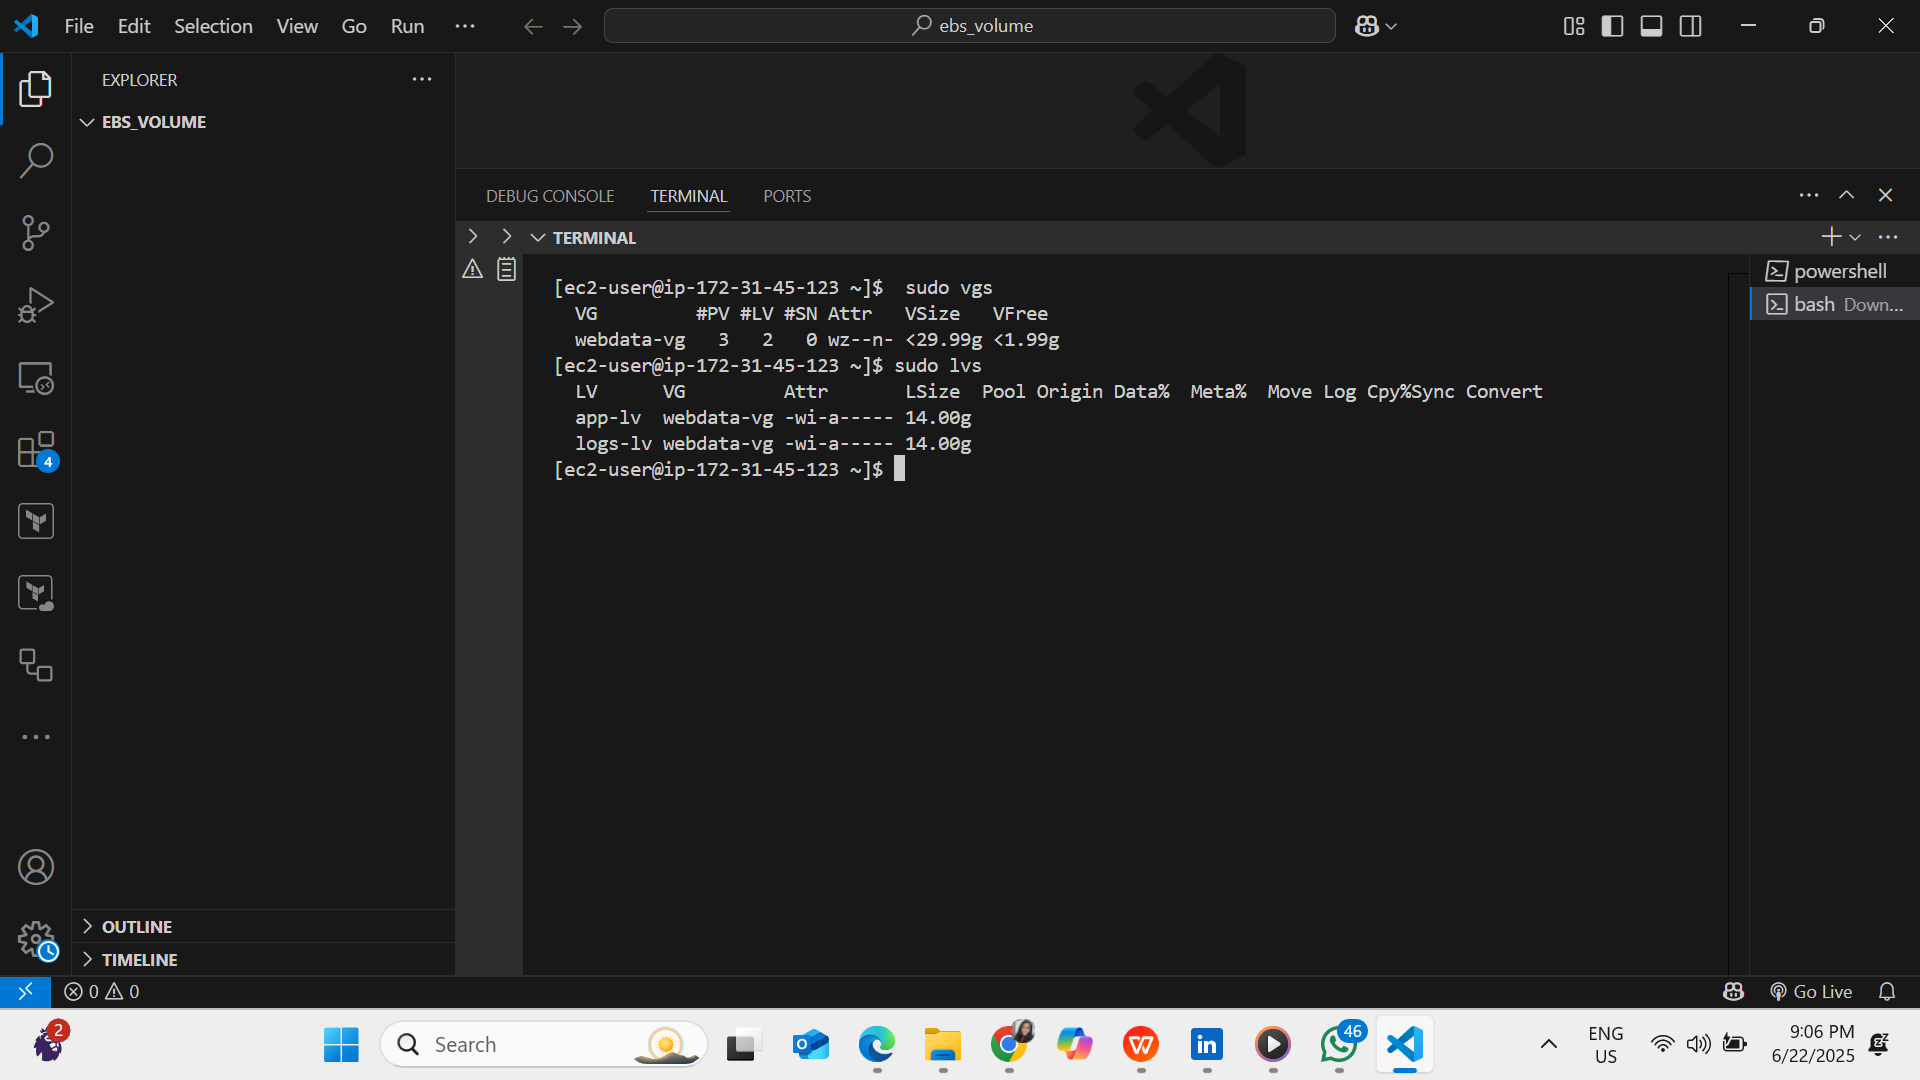 File Edit Selection View Go Run ···
ebs_volume
EXPLORER
EBS_VOLUME
DEBUG CONSOLE TERMINAL PORTS
TERMINAL
[ec2-user@ip-172-31-45-123 ~]$  sudo vgs
  VG         #PV #LV #SN Attr   VSize   VFree
  webdata-vg   3   2   0 wz--n- <29.99g <1.99g
[ec2-user@ip-172-31-45-123 ~]$ sudo lvs
  LV      VG         Attr       LSize  Pool Origin Data%  Meta%  Move Log Cpy%Sync Convert
  app-lv  webdata-vg -wi-a----- 14.00g
  logs-lv webdata-vg -wi-a----- 14.00g
[ec2-user@ip-172-31-45-123 ~]$
powershell
bash Down...
4
OUTLINE
TIMELINE
0 0
Go Live
2
Search
46
ENG
US
9:06 PM
6/22/2025